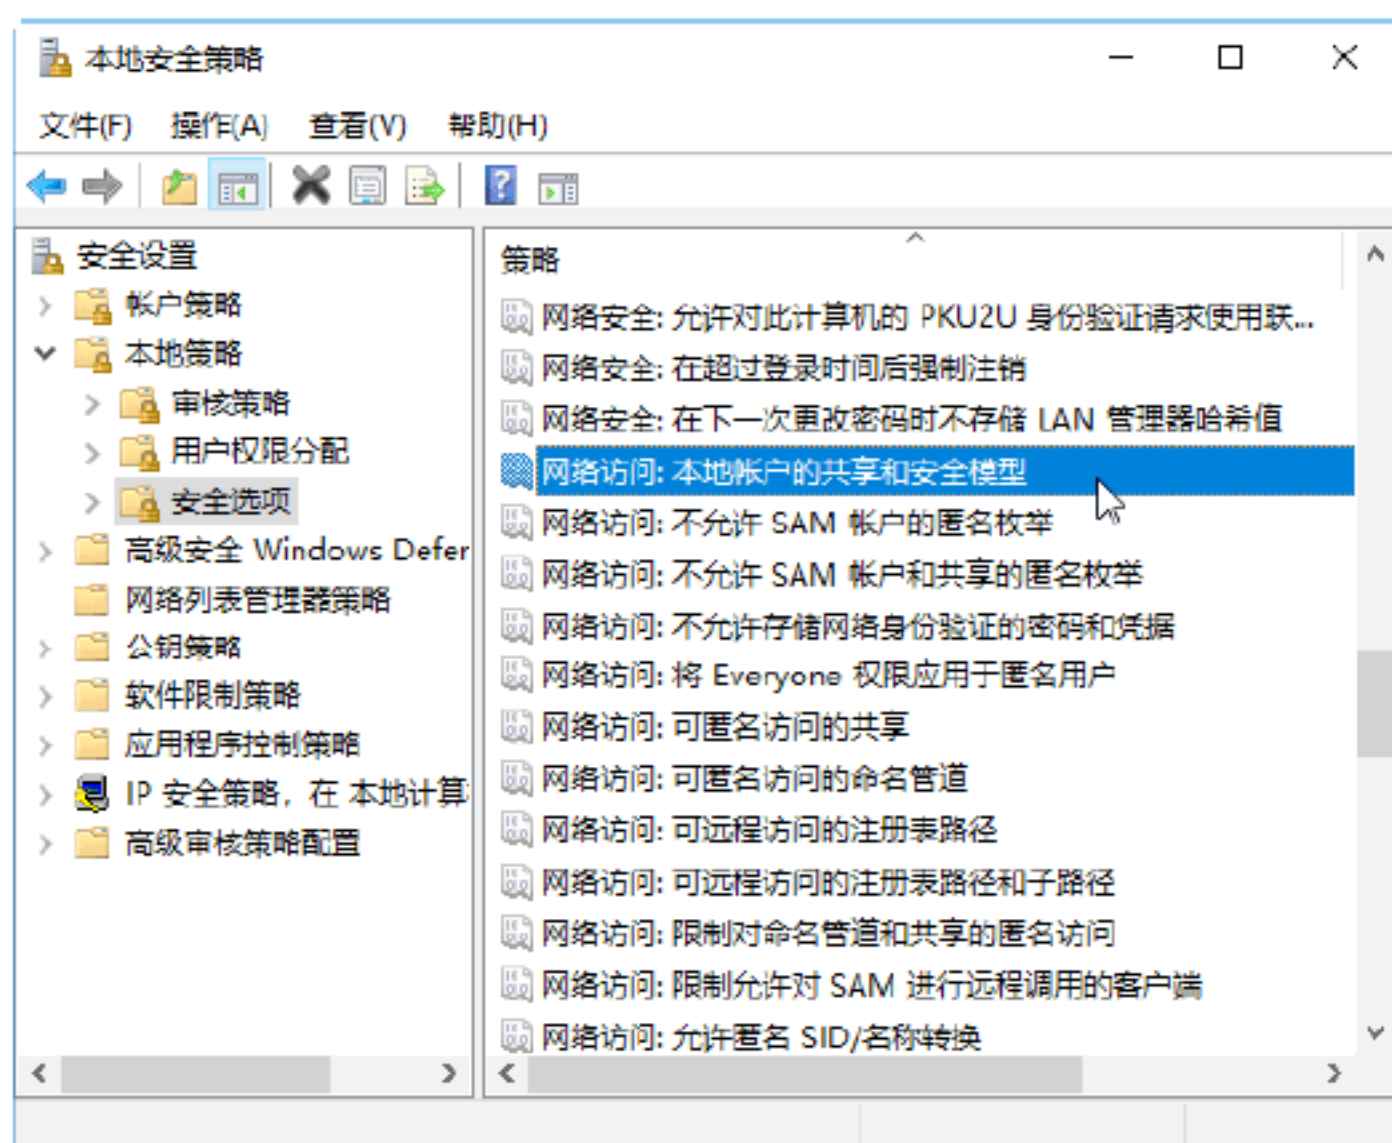 本地安全策略
文件(F) 操作(A) 查看(V) 帮助(H)
安全设置
帐户策略
本地策略
审核策略
用户权限分配
安全选项
高级安全 Windows Defer
网络列表管理器策略
公钥策略
软件限制策略
应用程序控制策略
IP 安全策略，在 本地计算
高级审核策略配置
策略
网络安全: 允许对此计算机的 PKU2U 身份验证请求使用联...
网络安全: 在超过登录时间后强制注销
网络安全: 在下一次更改密码时不存储 LAN 管理器哈希值
网络访问: 本地帐户的共享和安全模型
网络访问: 不允许 SAM 帐户的匿名枚举
网络访问: 不允许 SAM 帐户和共享的匿名枚举
网络访问: 不允许存储网络身份验证的密码和凭据
网络访问: 将 Everyone 权限应用于匿名用户
网络访问: 可匿名访问的共享
网络访问: 可匿名访问的命名管道
网络访问: 可远程访问的注册表路径
网络访问: 可远程访问的注册表路径和子路径
网络访问: 限制对命名管道和共享的匿名访问
网络访问: 限制允许对 SAM 进行远程调用的客户端
网络访问: 允许匿名 SID/名称转换